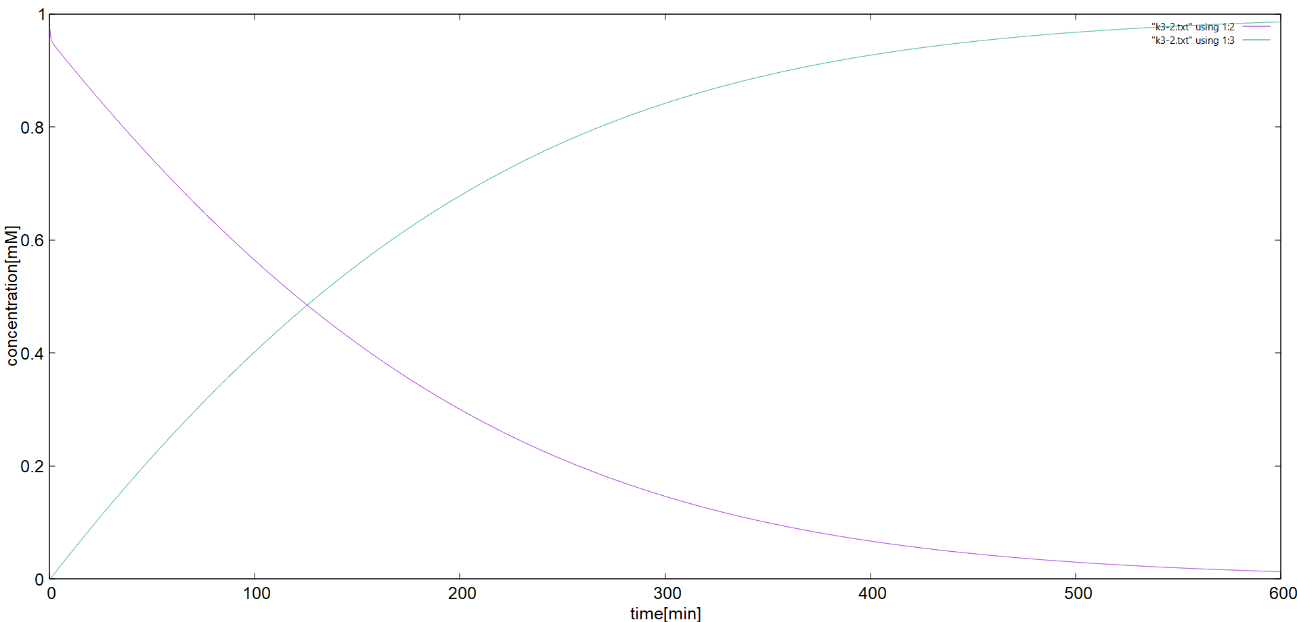 1
"k3-2.txt" using 1:2
"k3-2.txt" using 1:3
0.8
0.6
concentration[mM]
0.4
0.2
0
0 100 200 300 400 500 600
time[min]